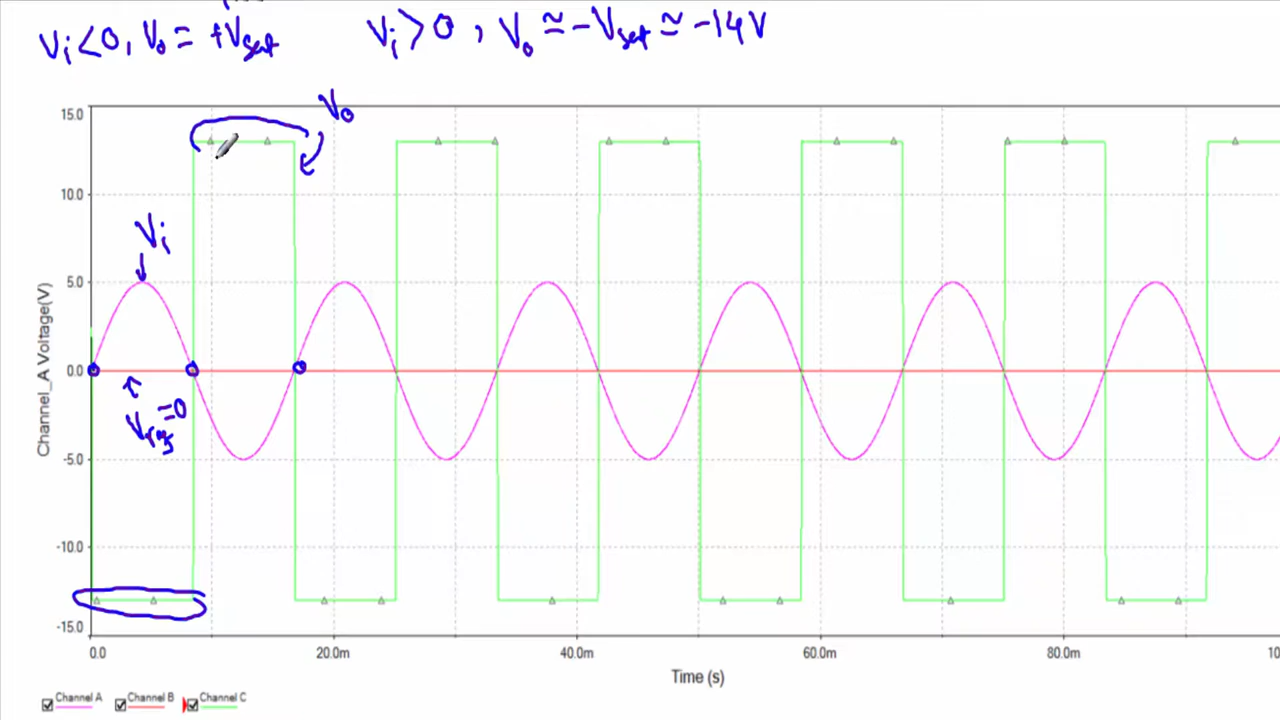 Vi<0, Vo = +Vsat
Vi>0, Vo ≃ -Vsat ≃ -14V
Vo
15.0
10.0
Vi
5.0
0.0
=0
-5.0
-10.0
-15.0
Channel_A Voltage(V)
0.0 20.0m 40.0m 60.0m 80.0m 10
Time (s)
Channel A Channel B Channel C